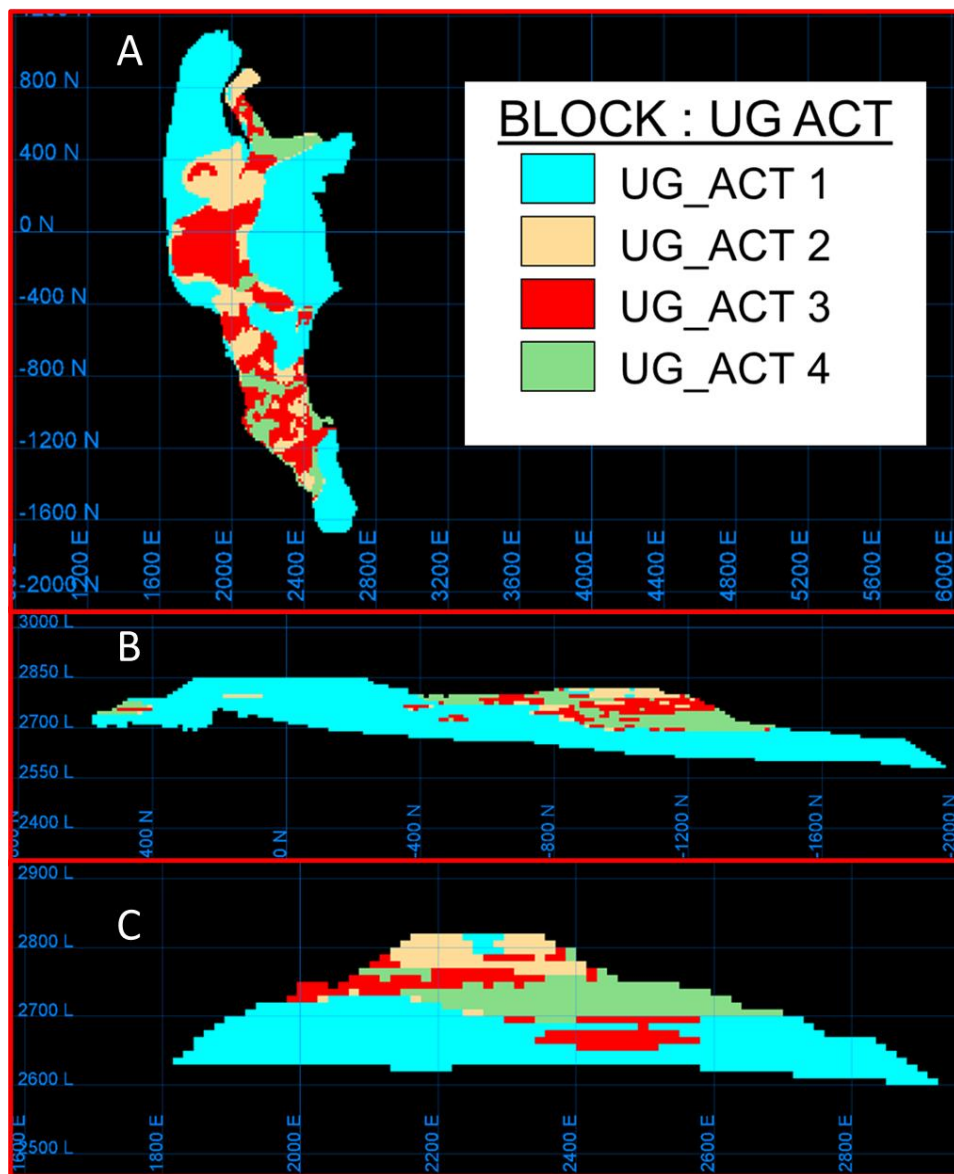 A
BLOCK : UG ACT
UG_ACT 1
UG_ACT 2
UG_ACT 3
UG_ACT 4
800 N
400 N
0 N
-400 N
-800 N
-1200 N
-1600 N
-2000 N
1200 E
1600 E
2000 E
2400 E
2800 E
3200 E
3600 E
4000 E
4400 E
4800 E
5200 E
5600 E
6000 E
B
3000 L
2850 L
2700 L
2550 L
2400 L
400 N
0 N
-400 N
-800 N
-1200 N
-1600 N
-2000 N
C
2900 L
2800 L
2700 L
2600 L
2500 L
1600 E
1800 E
2000 E
2200 E
2400 E
2600 E
2800 E